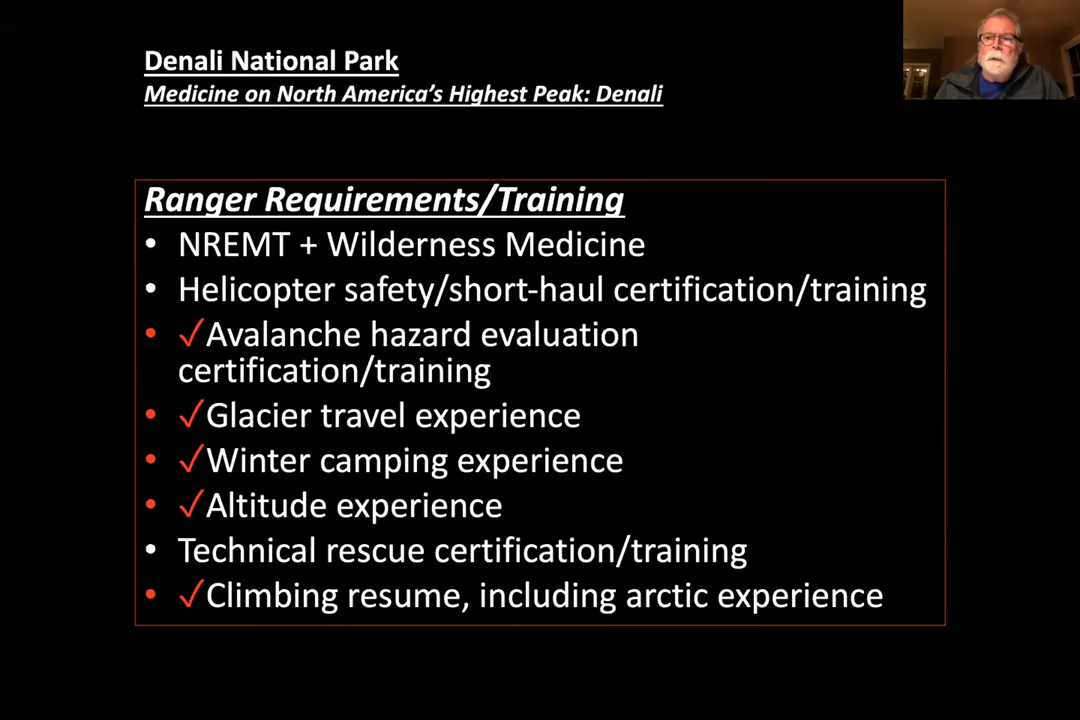 Denali National Park
Medicine on North America's Highest Peak: Denali
Ranger Requirements/Training
• NREMT + Wilderness Medicine
• Helicopter safety/short-haul certification/training
• ✓Avalanche hazard evaluation
certification/training
• ✓Glacier travel experience
• ✓Winter camping experience
• ✓Altitude experience
• Technical rescue certification/training
• ✓Climbing resume, including arctic experience